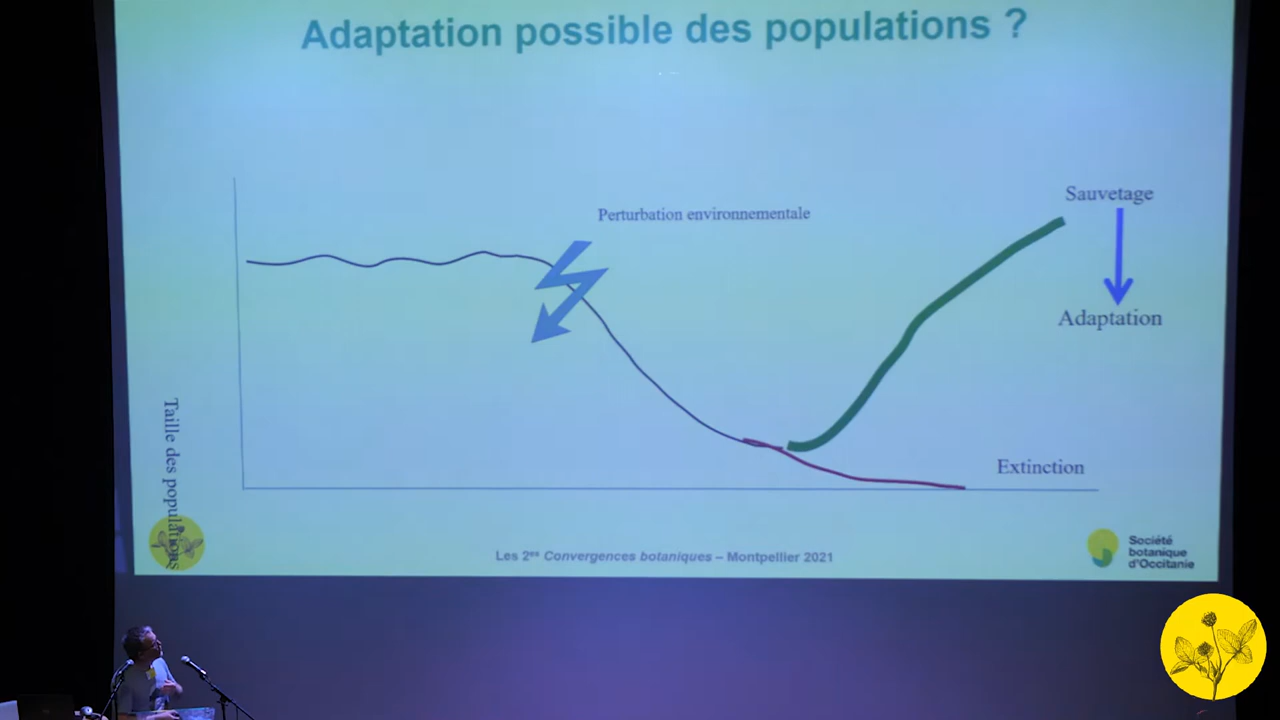 Adaptation possible des populations ?
Perturbation environnementale
Sauvetage
Adaptation
Taille des populations
Extinction
Les 2es Convergences botaniques – Montpellier 2021
Société
botanique
d'Occitanie